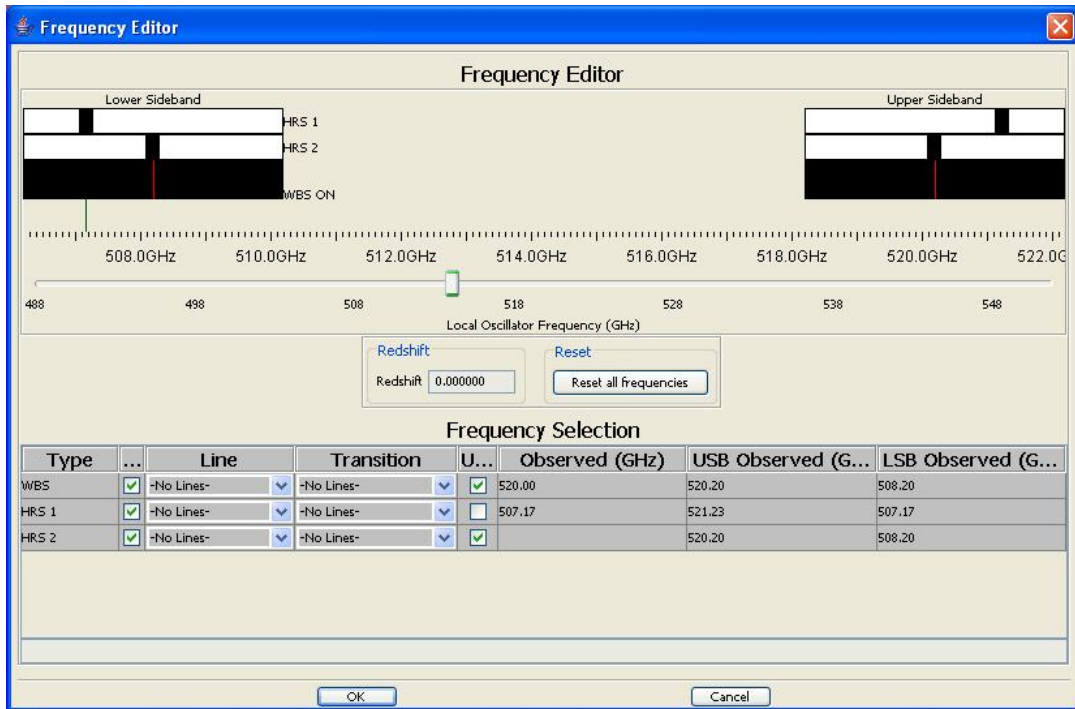 Frequency Editor
Frequency Editor
Lower Sideband
Upper Sideband
HRS 1
HRS 2
WBS ON
508.0GHz 510.0GHz 512.0GHz 514.0GHz 516.0GHz 518.0GHz 520.0GHz 522.0G
488 498 508 518 528 538 548
Local Oscillator Frequency (GHz)
Redshift
Reset
Redshift 0.000000
Reset all frequencies
Frequency Selection
Type ... Line Transition U... Observed (GHz) USB Observed (G... LSB Observed (G...
WBS -No Lines- -No Lines- 520.00 520.20 508.20
HRS 1 -No Lines- -No Lines- 507.17 521.23 507.17
HRS 2 -No Lines- -No Lines- 520.20 508.20
OK
Cancel